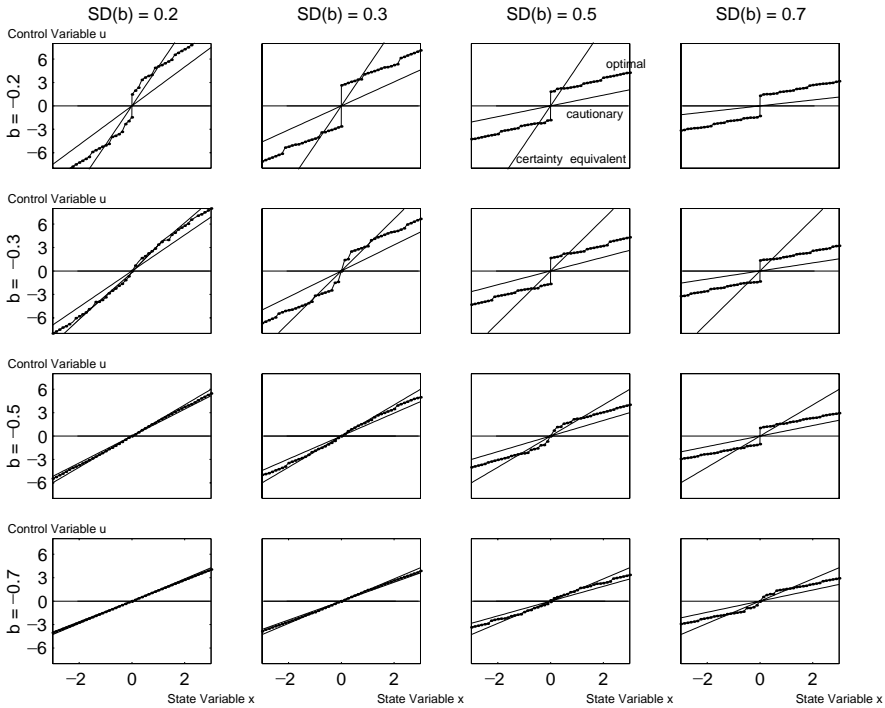 SD(b) = 0.2 SD(b) = 0.3 SD(b) = 0.5 SD(b) = 0.7
Control Variable u
6
3
0
−3
−6
b = −0.2
optimal
cautionary
certainty equivalent
Control Variable u
6
3
0
−3
−6
b = −0.3
Control Variable u
6
3
0
−3
−6
b = −0.5
Control Variable u
6
3
0
−3
−6
b = −0.7
−2 0 2 −2 0 2 −2 0 2 −2 0 2
State Variable x State Variable x State Variable x State Variable x